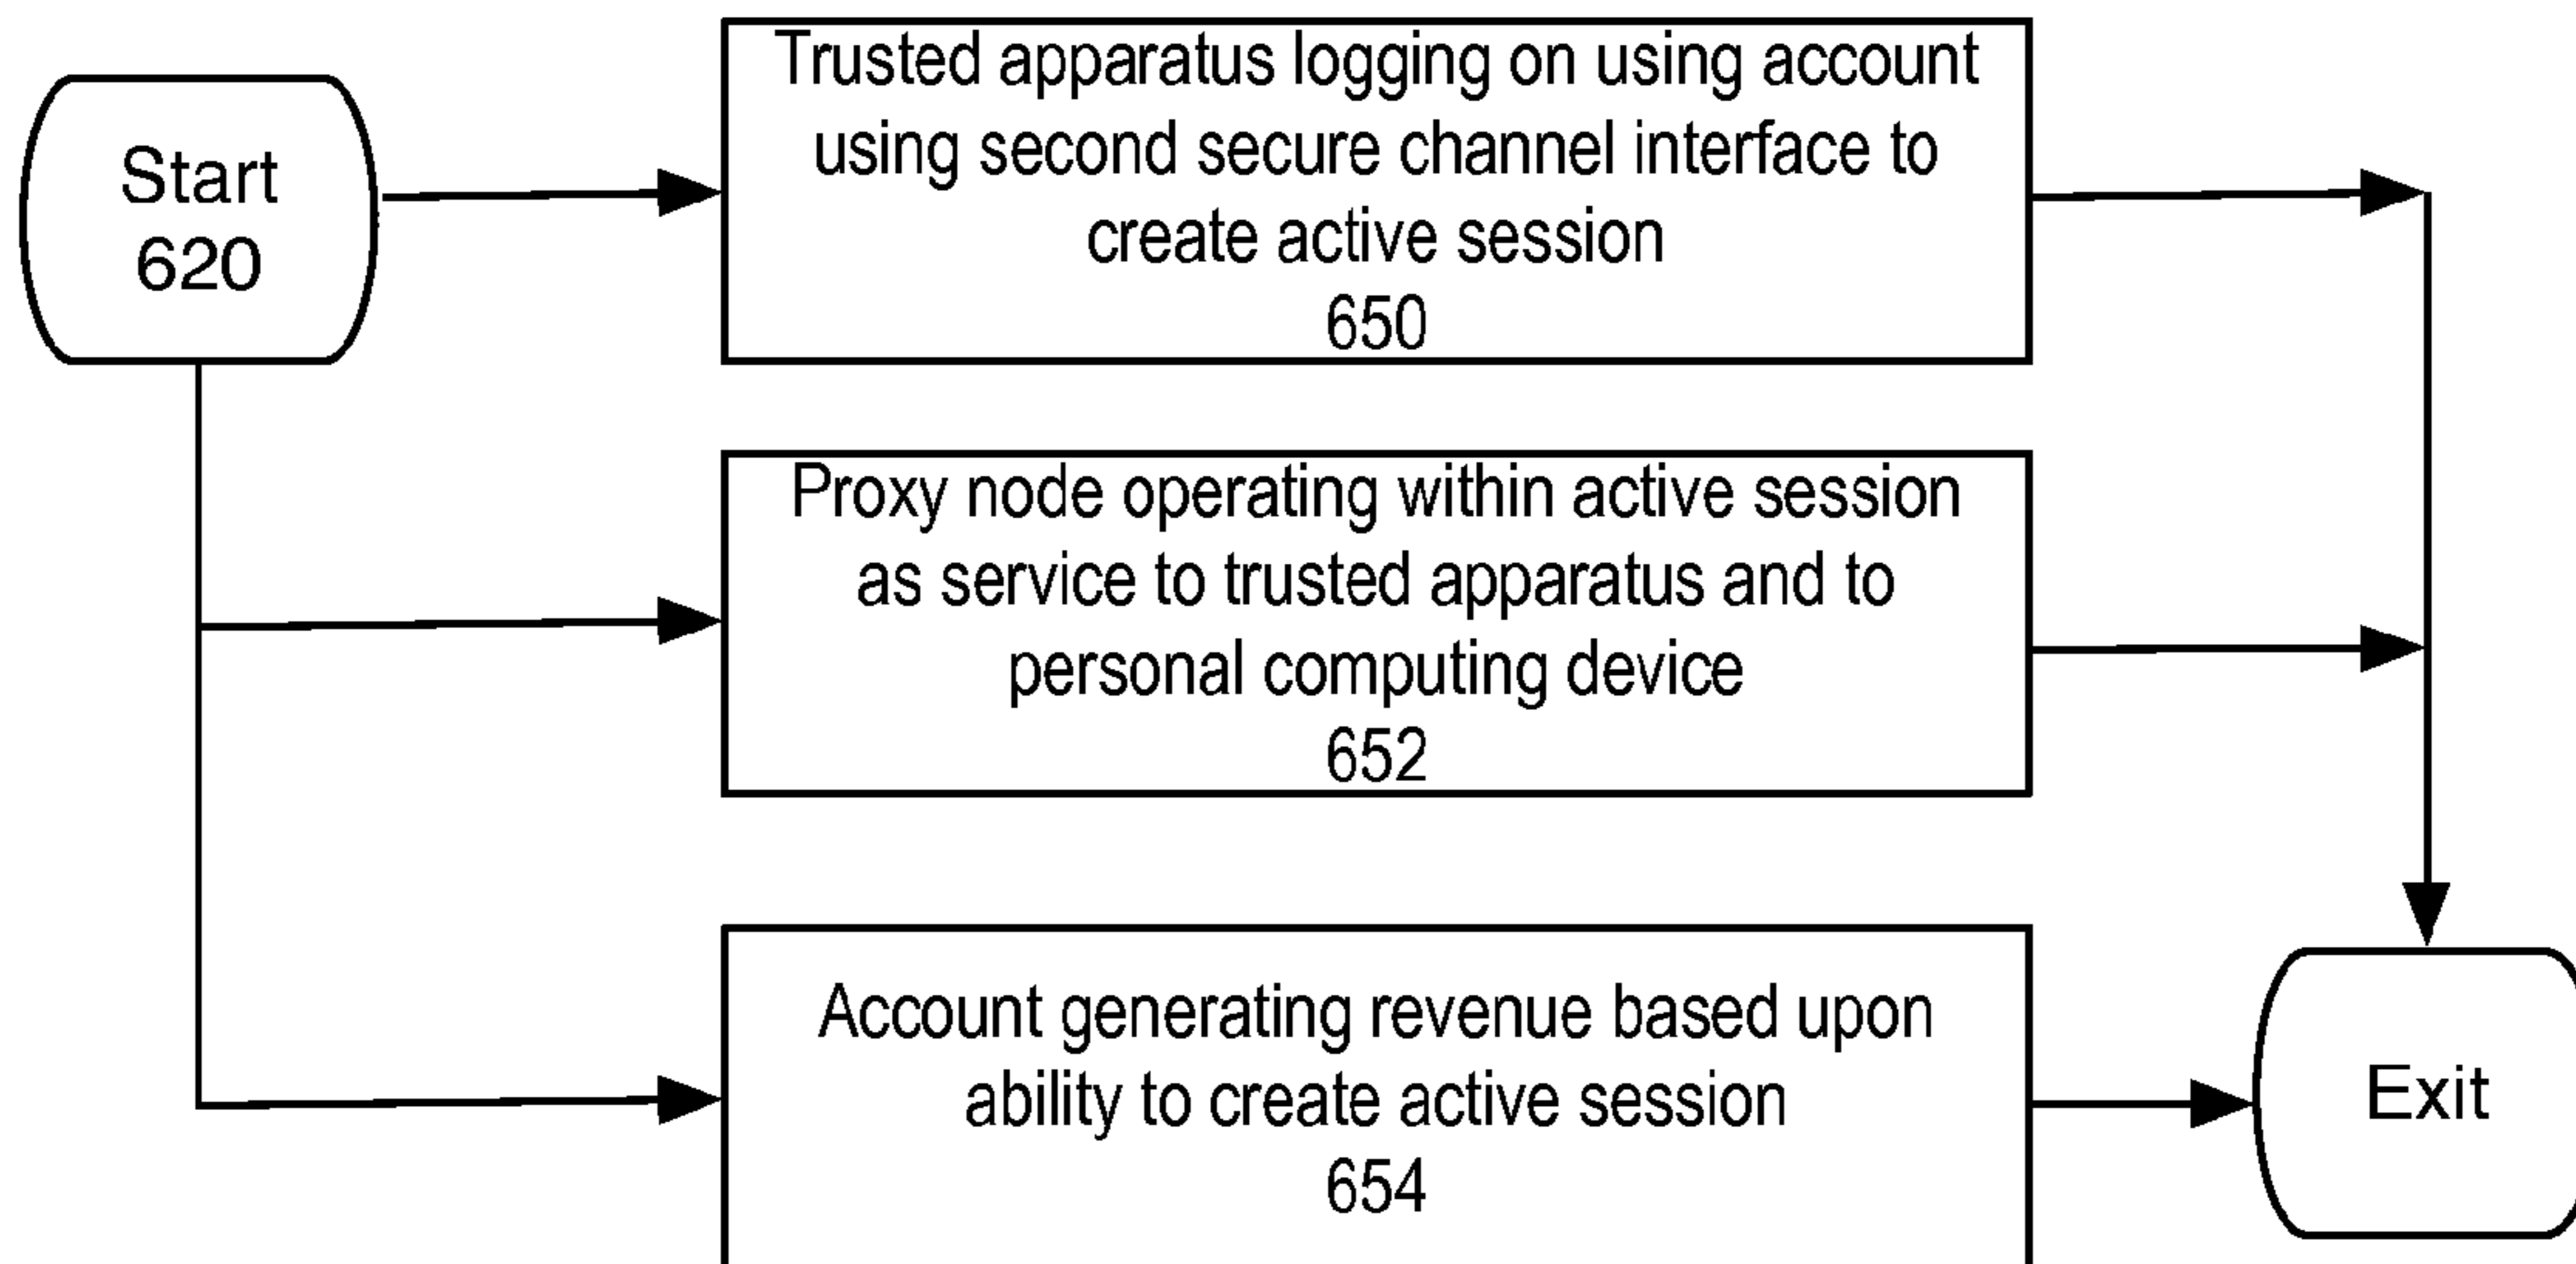 Start
620
Trusted apparatus logging on using account
using second secure channel interface to
create active session
650
Proxy node operating within active session
as service to trusted apparatus and to
personal computing device
652
Account generating revenue based upon
ability to create active session
654
Exit